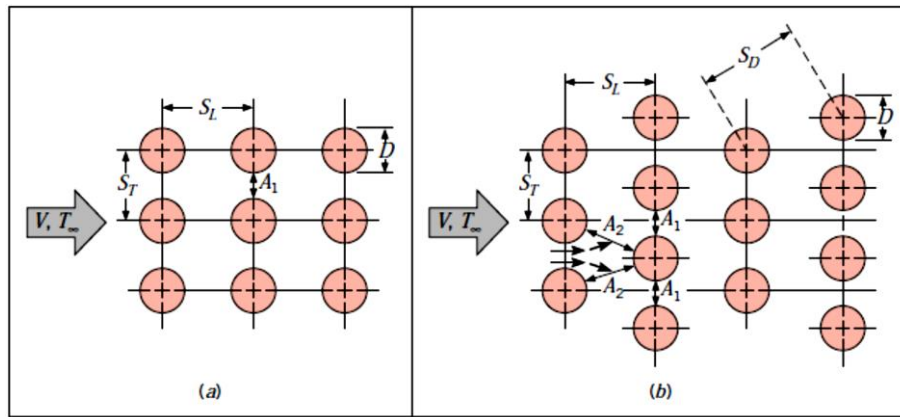 S_L
D
S_T
A_1
V, T_∞
(a)
S_D
S_L
D
S_T
A_2
A_1
V, T_∞
A_2
A_1
(b)